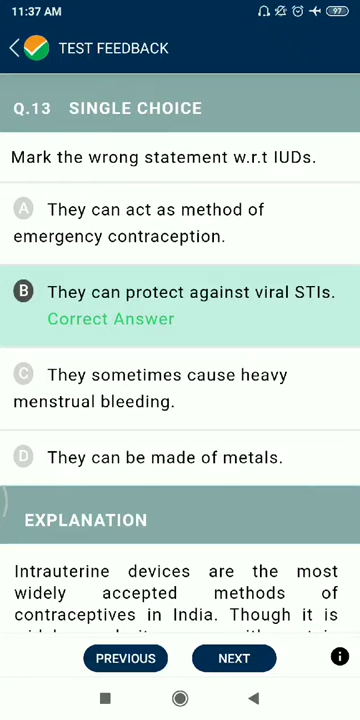 11:37 AM
97
TEST FEEDBACK
Q.13 SINGLE CHOICE
Mark the wrong statement w.r.t IUDs.
A They can act as method of
emergency contraception.
B They can protect against viral STIs.
Correct Answer
C They sometimes cause heavy
menstrual bleeding.
D They can be made of metals.
EXPLANATION
Intrauterine devices are the most
widely accepted methods of
contraceptives in India. Though it is
PREVIOUS
NEXT